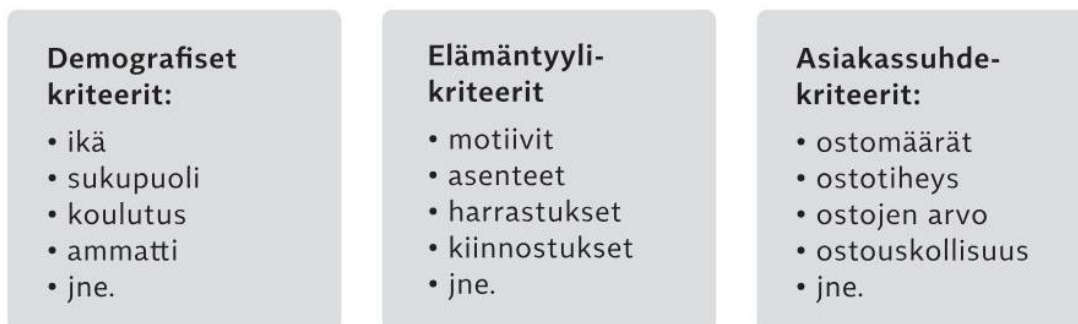 Demografiset
kriteerit:
• ikä
• sukupuoli
• koulutus
• ammatti
• jne.
Elämäntyyli-
kriteerit
• motiivit
• asenteet
• harrastukset
• kiinnostukset
• jne.
Asiakassuhde-
kriteerit:
• ostomäärät
• ostotiheys
• ostojen arvo
• ostouskollisuus
• jne.